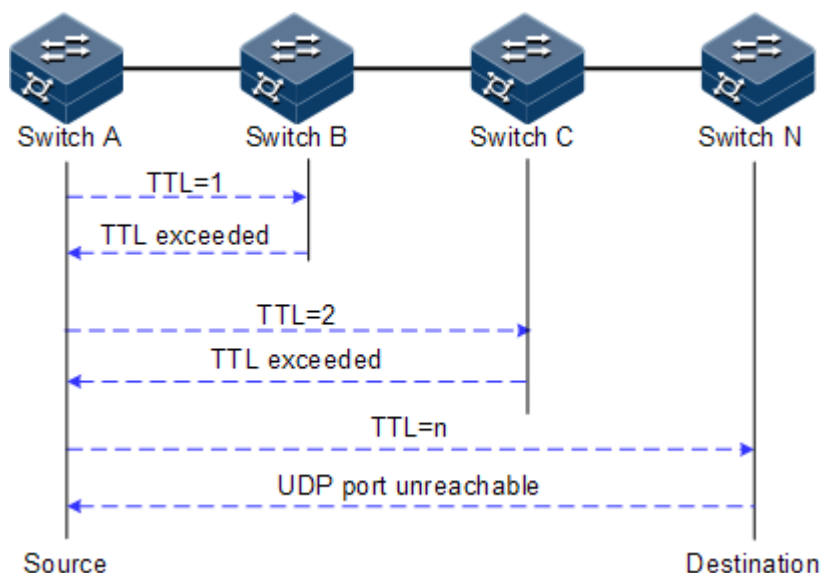 Switch A
Switch B
Switch C
Switch N
TTL=1
TTL exceeded
TTL=2
TTL exceeded
TTL=n
UDP port unreachable
Source
Destination